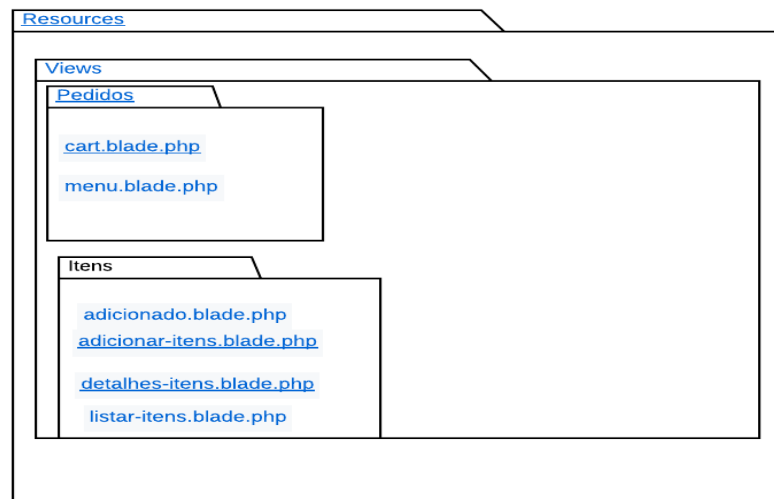 Resources
Views
Pedidos
cart.blade.php
menu.blade.php
Itens
adicionado.blade.php
adicionar-itens.blade.php
detalhes-itens.blade.php
listar-itens.blade.php